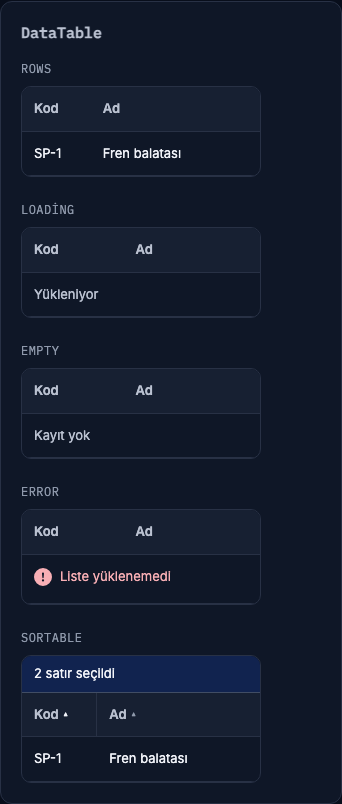 DataTable
ROWS
Kod Ad
SP-1 Fren balatası
LOADİNG
Kod Ad
Yükleniyor
EMPTY
Kod Ad
Kayıt yok
ERROR
Kod Ad
! Liste yüklenemedi
SORTABLE
2 satır seçildi
Kod ▲ Ad ▲
SP-1 Fren balatası